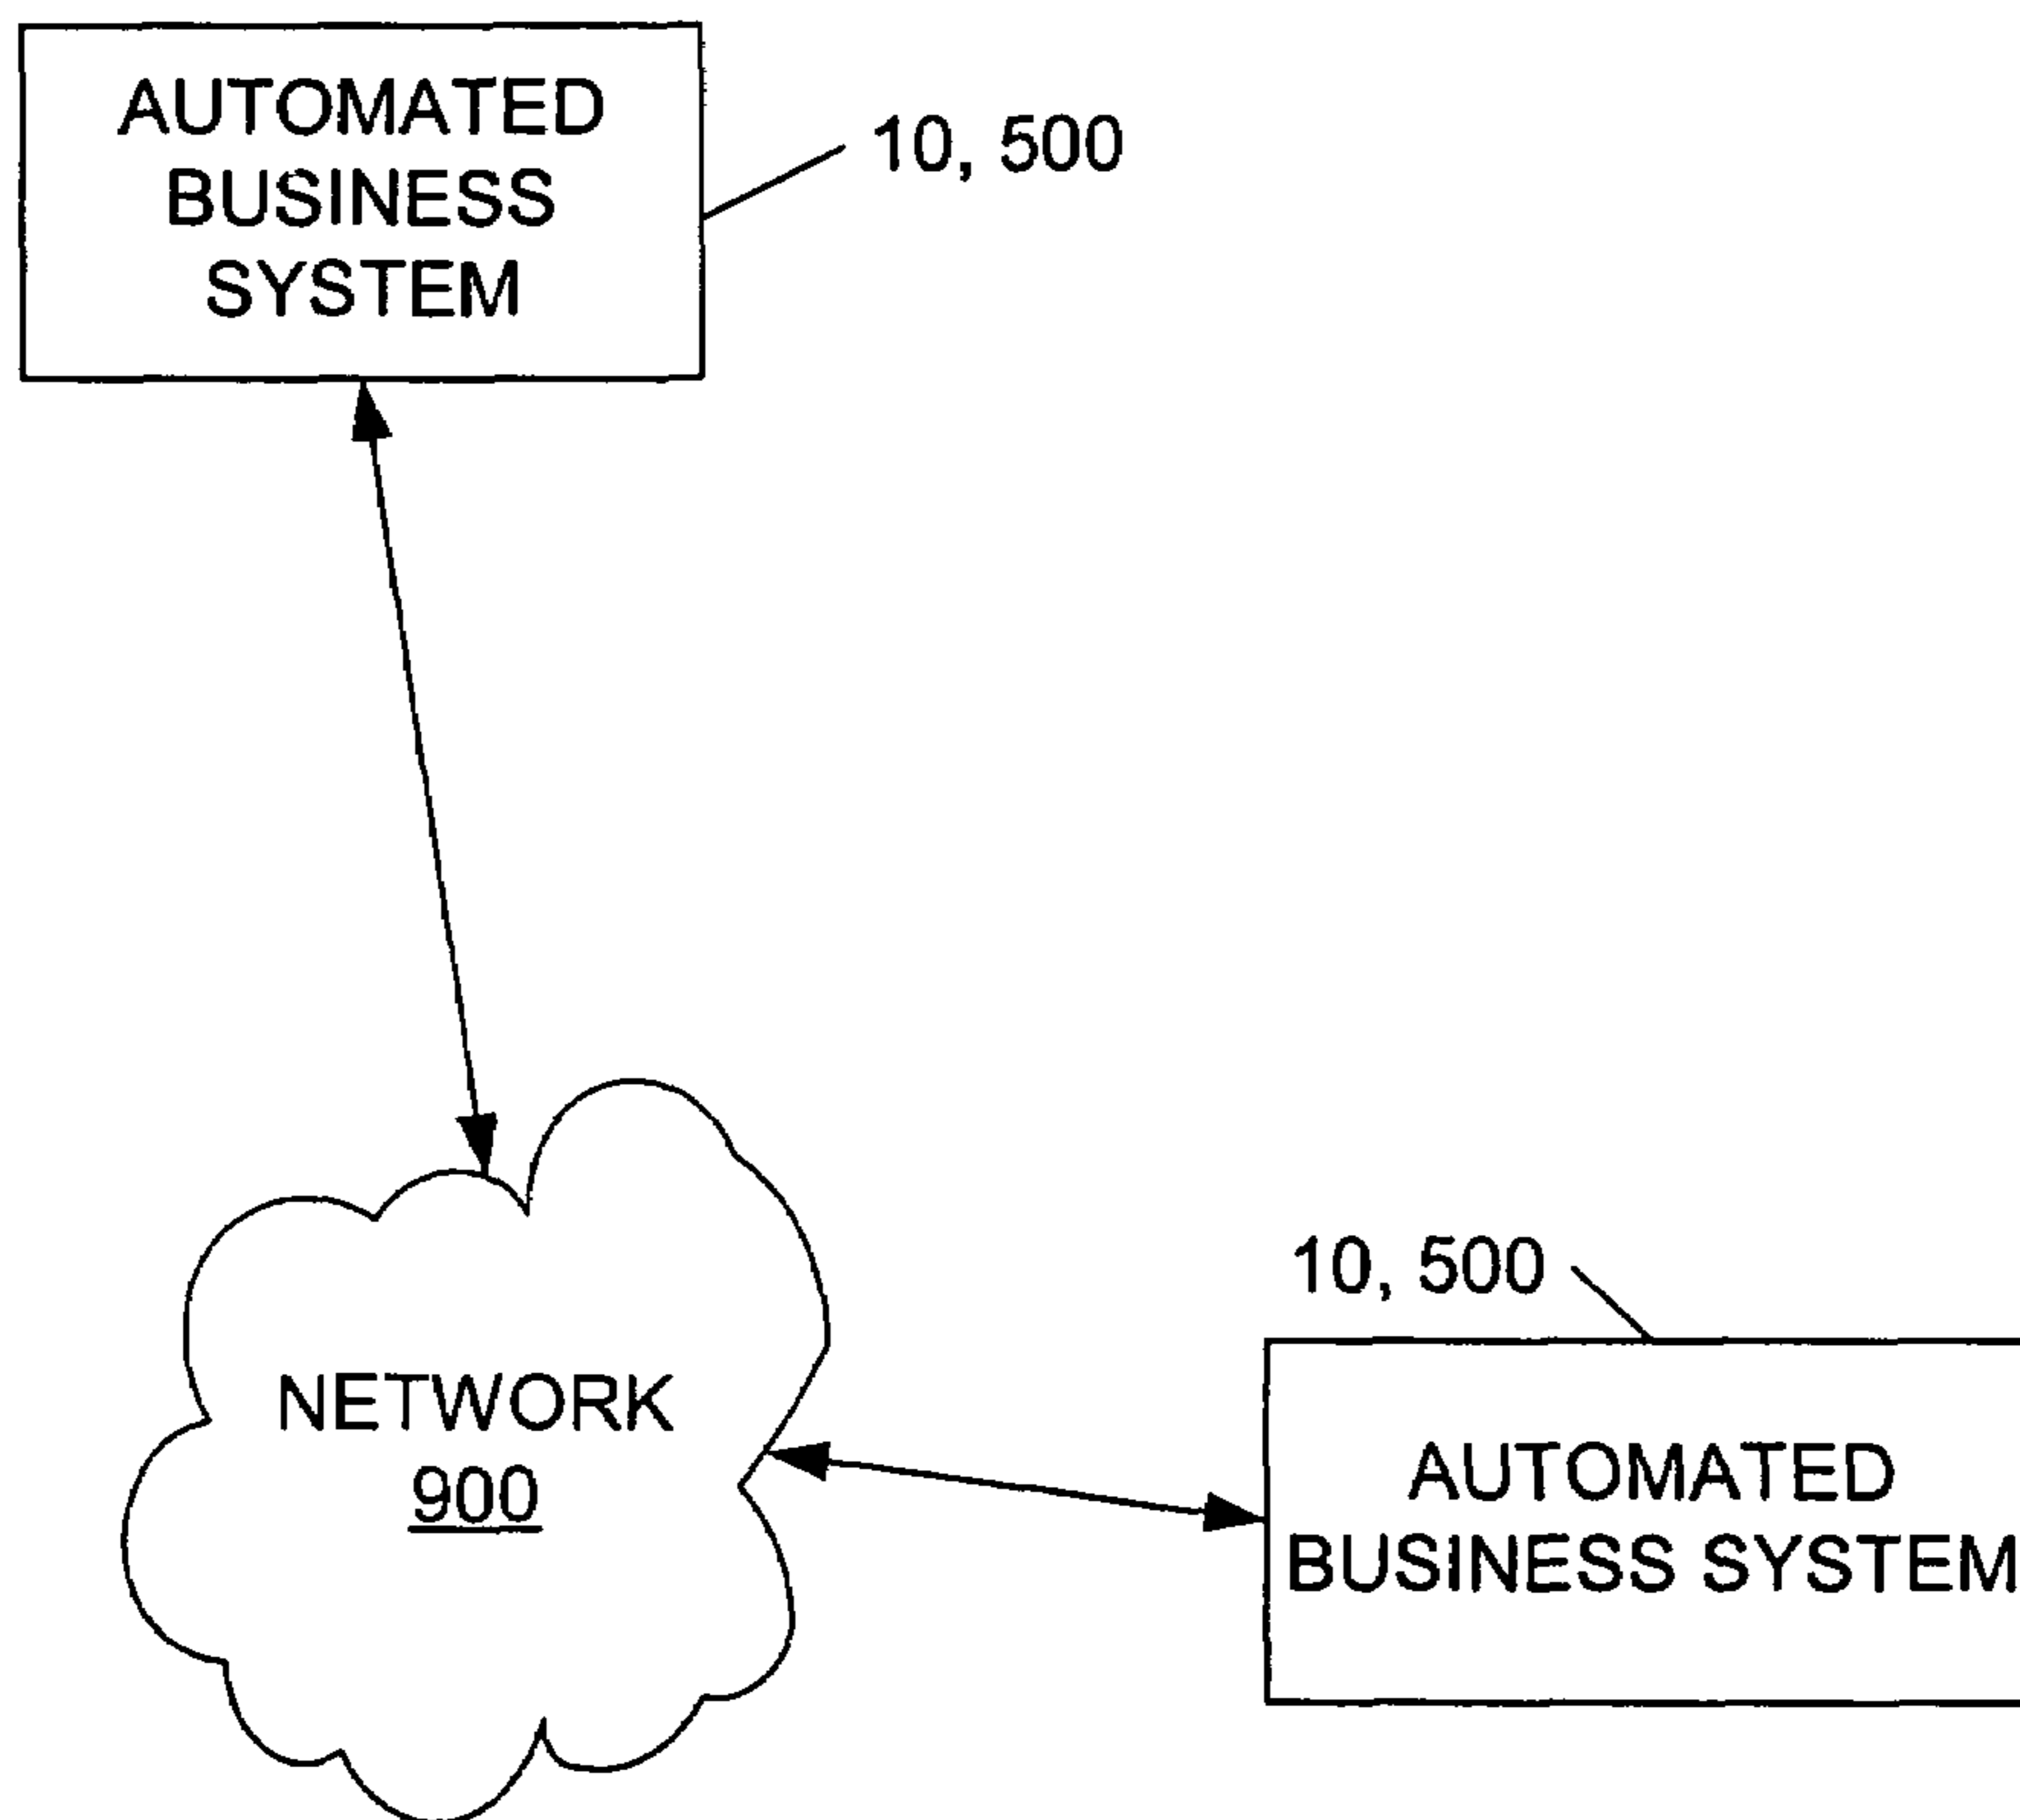 AUTOMATED
BUSINESS
SYSTEM
10, 500
NETWORK
900
10, 500
AUTOMATED
BUSINESS SYSTEM